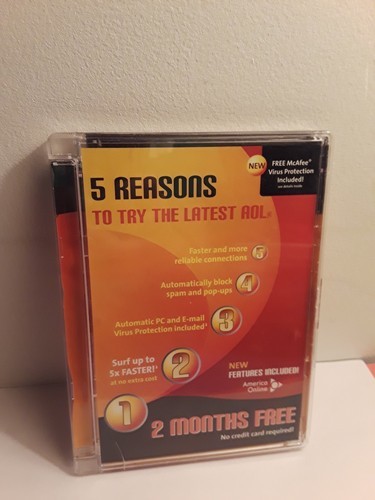 NEW
FREE McAfee®
Virus Protection
Included!
see details inside
5 REASONS
TO TRY THE LATEST AOL®
Faster and more
reliable connections
5
Automatically block
spam and pop-ups
4
Automatic PC and E-mail
Virus Protection included*
3
Surf up to
5x FASTER!*
at no extra cost
2
NEW
FEATURES INCLUDED!
America
Online
1
2 MONTHS FREE
No credit card required!